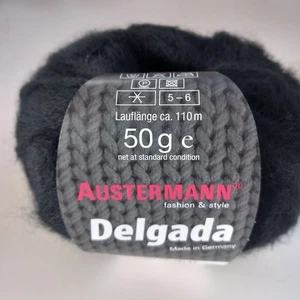 5-6
Lauflänge ca. 110 m
50 g e
net at standard condition
AUSTERMANN®
fashion & style
Delgada
Made in Germany